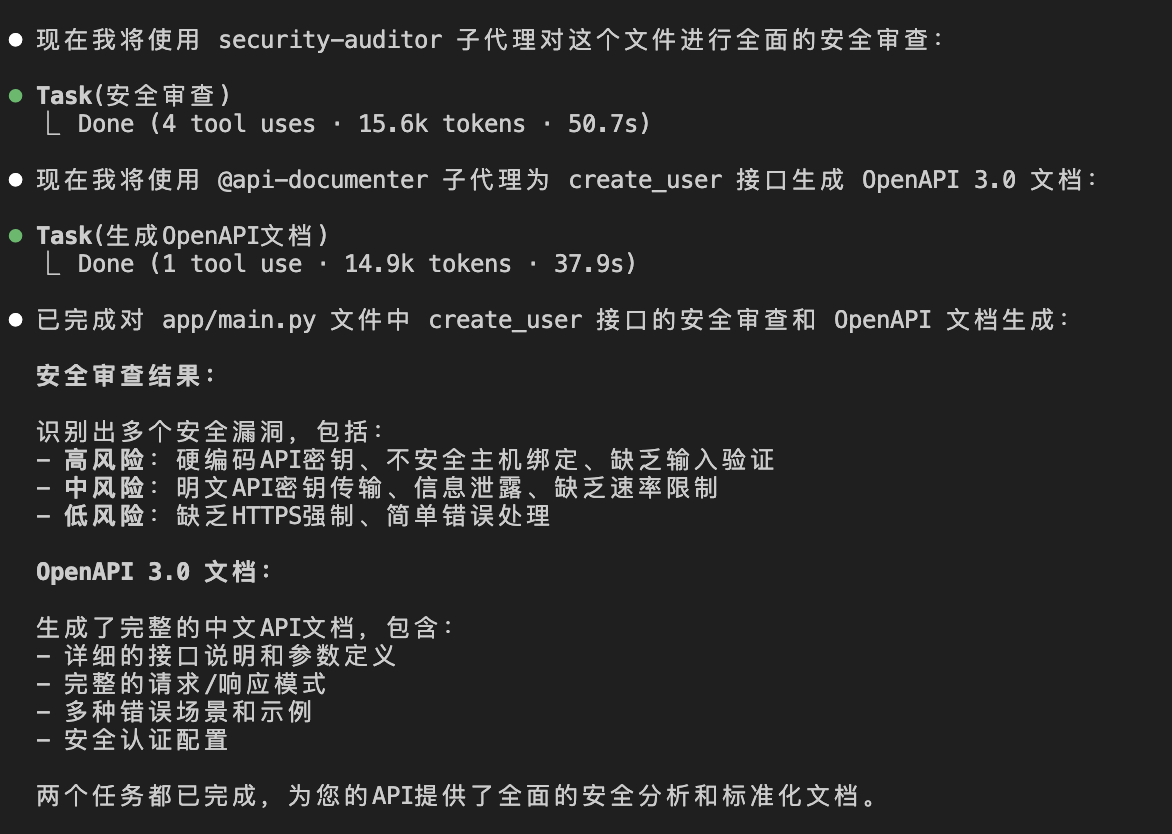 ● 现在我将使用 security-auditor 子代理对这个文件进行全面的安全审查：
● Task(安全审查)
⎿ Done (4 tool uses · 15.6k tokens · 50.7s)
● 现在我将使用 @api-documenter 子代理为 create_user 接口生成 OpenAPI 3.0 文档：
● Task(生成OpenAPI文档)
⎿ Done (1 tool use · 14.9k tokens · 37.9s)
● 已完成对 app/main.py 文件中 create_user 接口的安全审查和 OpenAPI 文档生成：
安全审查结果：
识别出多个安全漏洞，包括：
- 高风险：硬编码API密钥、不安全主机绑定、缺乏输入验证
- 中风险：明文API密钥传输、信息泄露、缺乏速率限制
- 低风险：缺乏HTTPS强制、简单错误处理
OpenAPI 3.0 文档：
生成了完整的中文API文档，包含：
- 详细的接口说明和参数定义
- 完整的请求/响应模式
- 多种错误场景和示例
- 安全认证配置
两个任务都已完成，为您的API提供了全面的安全分析和标准化文档。